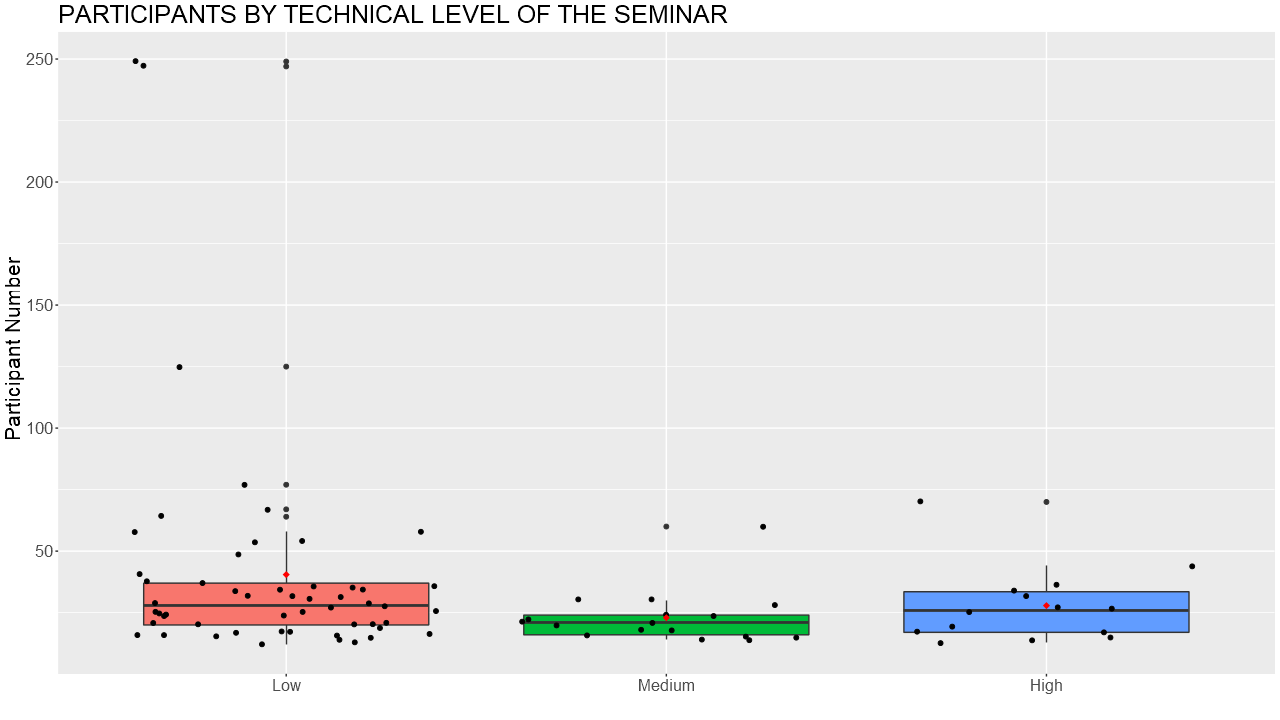 PARTICIPANTS BY TECHNICAL LEVEL OF THE SEMINAR
Participant Number
250
200
150
100
50
Low Medium High